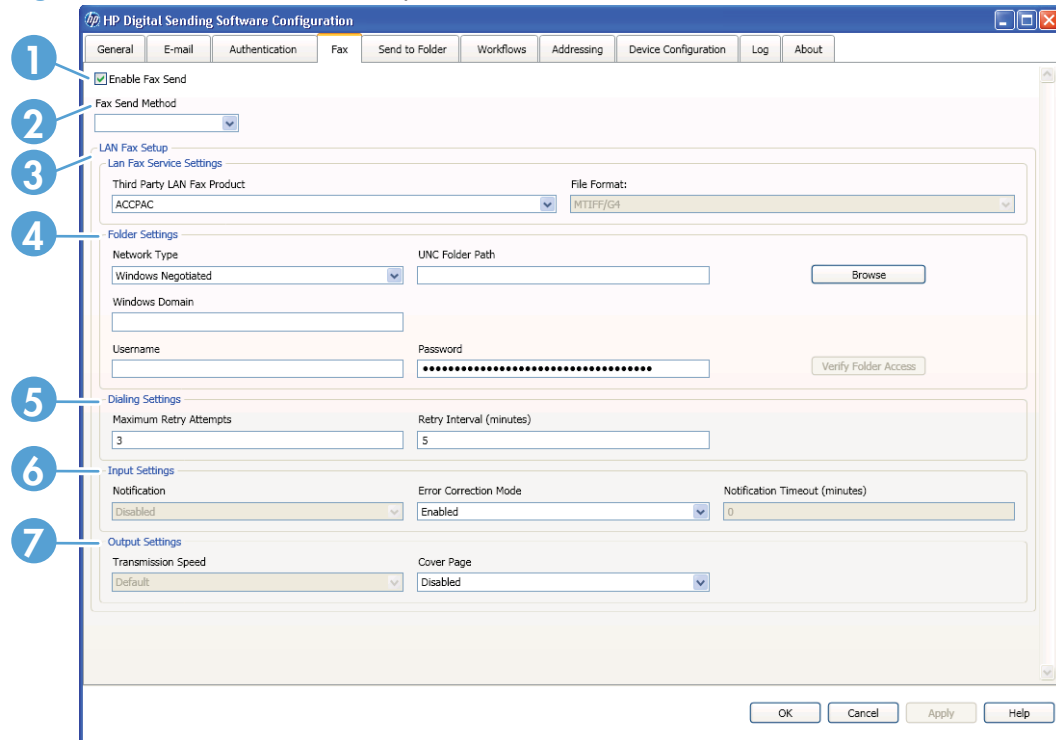 HP Digital Sending Software Configuration
General E-mail Authentication Fax Send to Folder Workflows Addressing Device Configuration Log About
1 Enable Fax Send
2 Fax Send Method
3 LAN Fax Setup
Lan Fax Service Settings
Third Party LAN Fax Product File Format:
ACCPAC MTIFF/G4
4 Folder Settings
Network Type UNC Folder Path
Windows Negotiated Browse
Windows Domain
Username Password
•••••••••••••••••••••••••••••••••••• Verify Folder Access
5 Dialing Settings
Maximum Retry Attempts Retry Interval (minutes)
3 5
6 Input Settings
Notification Error Correction Mode Notification Timeout (minutes)
Disabled Enabled 0
7 Output Settings
Transmission Speed Cover Page
Default Disabled
OK Cancel Apply Help